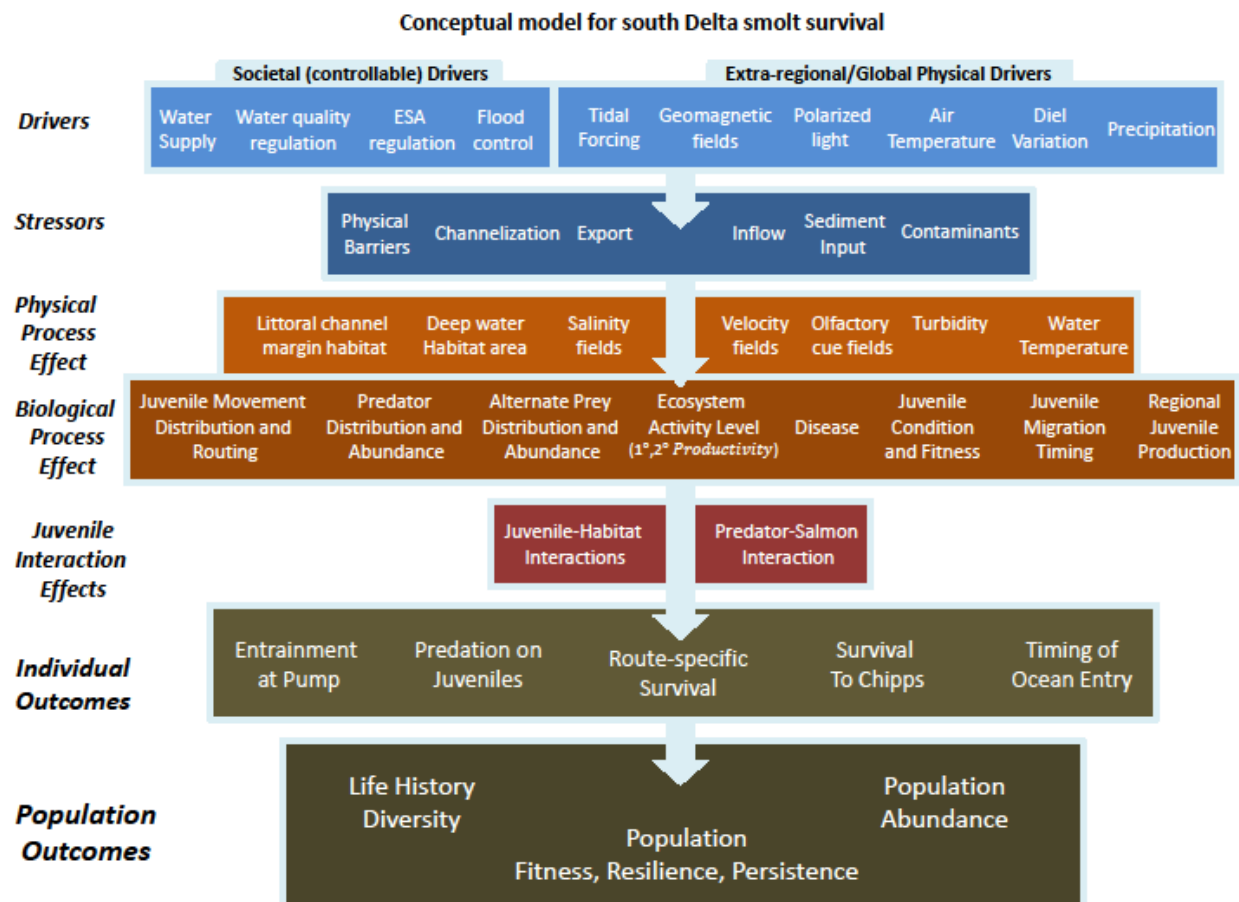 Conceptual model for south Delta smolt survival
Societal (controllable) Drivers
Extra-regional/Global Physical Drivers
Drivers
Water
Supply
Water quality
regulation
ESA
regulation
Flood
control
Tidal
Forcing
Geomagnetic
fields
Polarized
light
Air
Temperature
Diel
Variation
Precipitation
Stressors
Physical
Barriers
Channelization
Export
Inflow
Sediment
Input
Contaminants
Physical
Process
Effect
Littoral channel
margin habitat
Deep water
Habitat area
Salinity
fields
Velocity
fields
Olfactory
cue fields
Turbidity
Water
Temperature
Biological
Process
Effect
Juvenile Movement
Distribution and
Routing
Predator
Distribution and
Abundance
Alternate Prey
Distribution and
Abundance
Ecosystem
Activity Level
(1°,2° Productivity)
Disease
Juvenile
Condition
and Fitness
Juvenile
Migration
Timing
Regional
Juvenile
Production
Juvenile
Interaction
Effects
Juvenile-Habitat
Interactions
Predator-Salmon
Interaction
Individual
Outcomes
Entrainment
at Pump
Predation on
Juveniles
Route-specific
Survival
Survival
To Chipps
Timing of
Ocean Entry
Population
Outcomes
Life History
Diversity
Population
Fitness, Resilience, Persistence
Population
Abundance